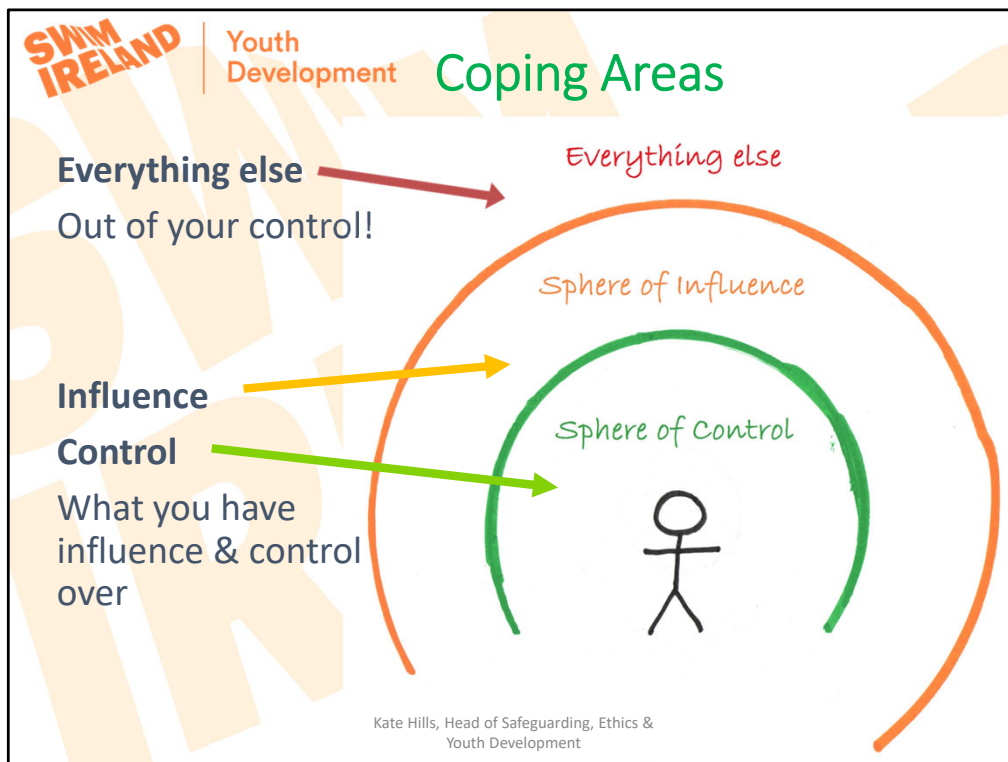 SWIM
IRELAND
Youth
Development
Coping Areas
Everything else
Out of your control!
Influence
Control
What you have
influence & control
over
Everything else
Sphere of Influence
Sphere of Control
Kate Hills, Head of Safeguarding, Ethics &
Youth Development